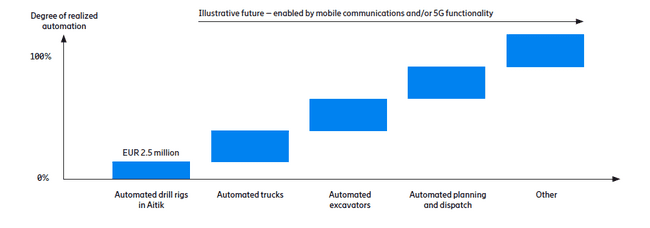 Degree of realized
automation
Illustrative future – enabled by mobile communications and/or 5G functionality
100%
EUR 2.5 million
0%
Automated drill rigs
in Aitik
Automated trucks
Automated
excavators
Automated planning
and dispatch
Other